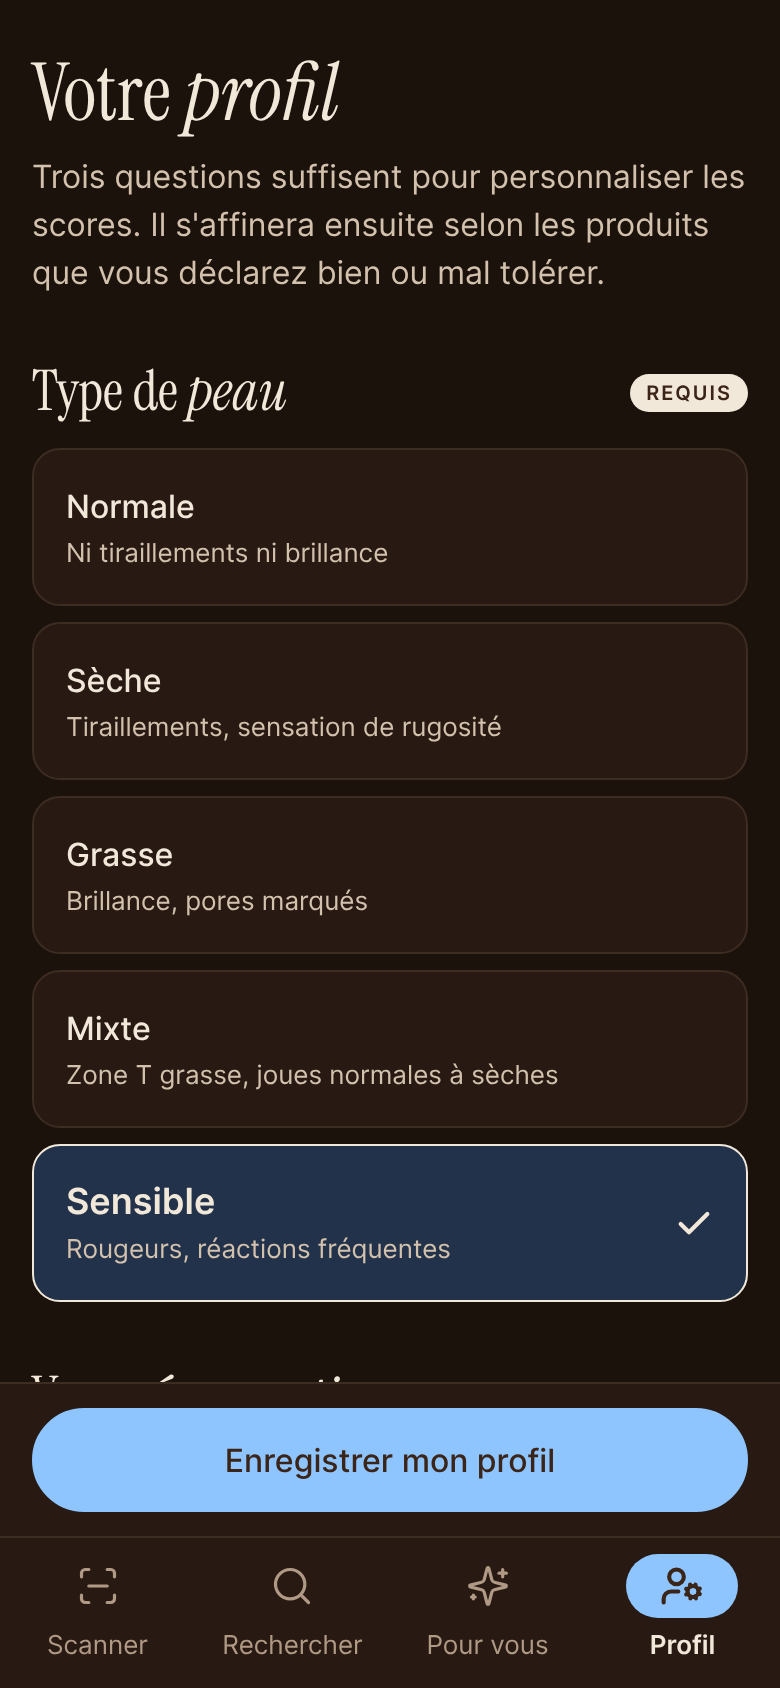 Votre profil
Trois questions suffisent pour personnaliser les
scores. Il s'affinera ensuite selon les produits
que vous déclarez bien ou mal tolérer.
Type de peau
REQUIS
Normale
Ni tiraillements ni brillance
Sèche
Tiraillements, sensation de rugosité
Grasse
Brillance, pores marqués
Mixte
Zone T grasse, joues normales à sèches
Sensible
Rougeurs, réactions fréquentes
Enregistrer mon profil
Scanner
Rechercher
Pour vous
Profil